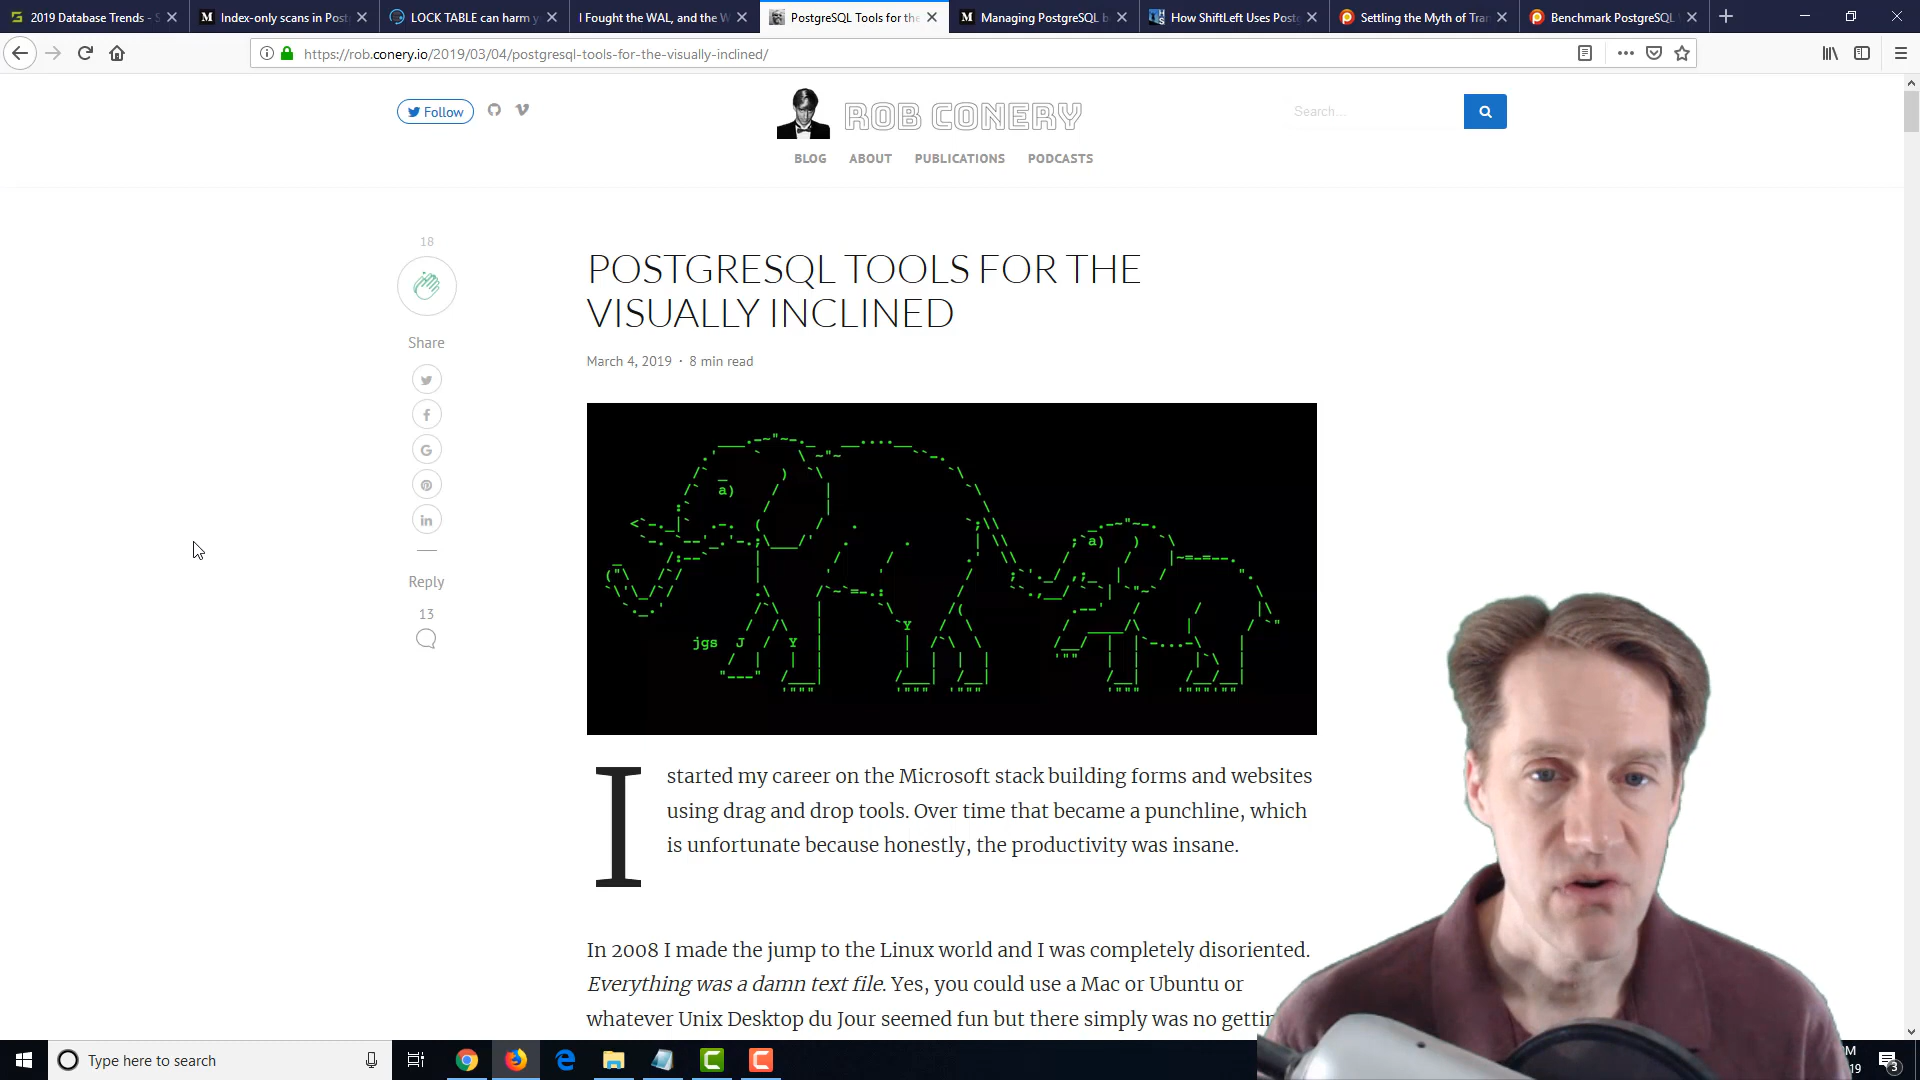 2019 Database Trends - S
Index-only scans in Post
LOCK TABLE can harm y
I Fought the WAL, and the W
PostgreSQL Tools for the
Managing PostgreSQL b
How ShiftLeft Uses Postg
Settling the Myth of Tran
Benchmark PostgreSQL
https://rob.conery.io/2019/03/04/postgresql-tools-for-the-visually-inclined/
Follow
ROB CONERY
Search...
BLOG ABOUT PUBLICATIONS PODCASTS
18
Share
Reply
13
POSTGRESQL TOOLS FOR THE
VISUALLY INCLINED
March 4, 2019 · 8 min read
jgs
I started my career on the Microsoft stack building forms and websites
using drag and drop tools. Over time that became a punchline, which
is unfortunate because honestly, the productivity was insane.
In 2008 I made the jump to the Linux world and I was completely disoriented.
Everything was a damn text file. Yes, you could use a Mac or Ubuntu or
whatever Unix Desktop du Jour seemed fun but there simply was no gettin
Type here to search
M
19
3